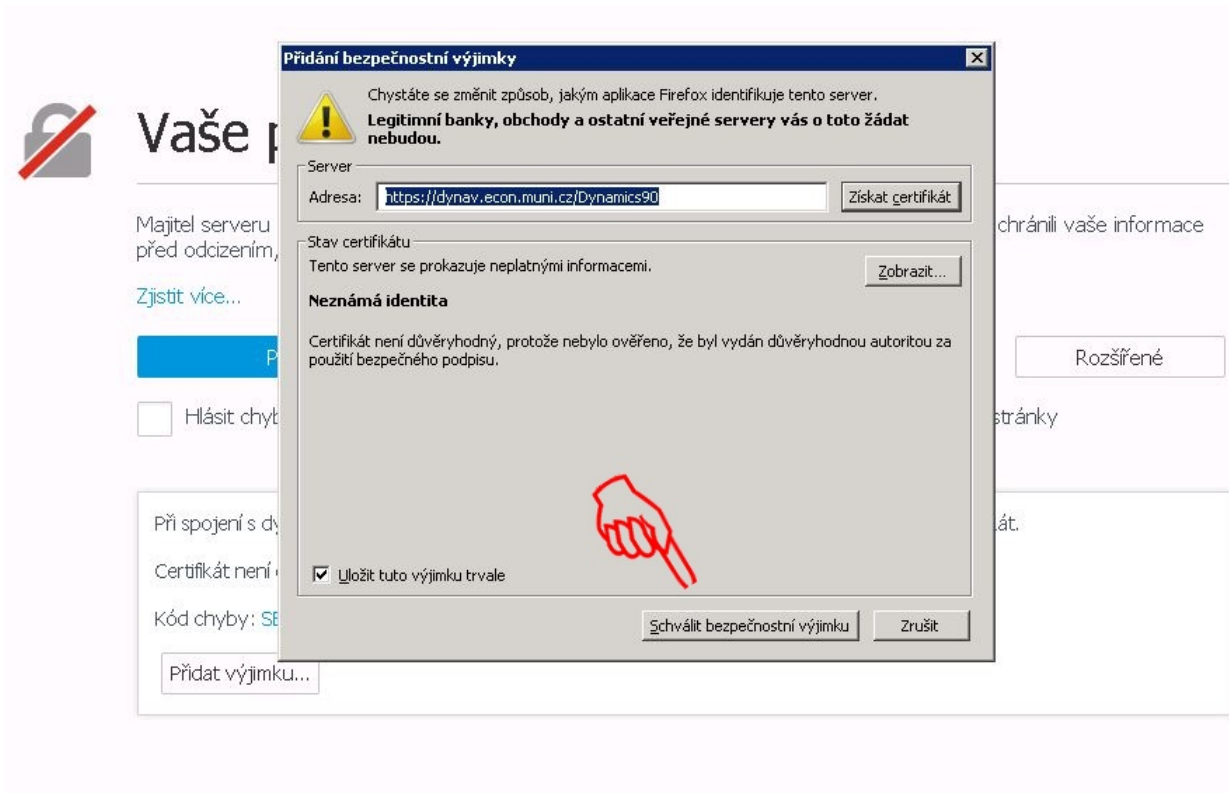 Přidání bezpečnostní výjimky
Chystáte se změnit způsob, jakým aplikace Firefox identifikuje tento server.
Legitimní banky, obchody a ostatní veřejné servery vás o toto žádat
nebudou.
Vaše p
Server
Adresa: https://dynav.econ.muni.cz/Dynamics90 Získat certifikát
Majitel serveru
před odcizením,
chránili vaše informace
Stav certifikátu
Tento server se prokazuje neplatnými informacemi. Zobrazit...
Zjistit více...
Neznámá identita
Certifikát není důvěryhodný, protože nebylo ověřeno, že byl vydán důvěryhodnou autoritou za
použití bezpečného podpisu.
P
Rozšířené
Hlásit chyb
stránky
Při spojení s dy
át.
Certifikát není
Uložit tuto výjimku trvale
Kód chyby: SE
Schválit bezpečnostní výjimku Zrušit
Přidat výjimku...